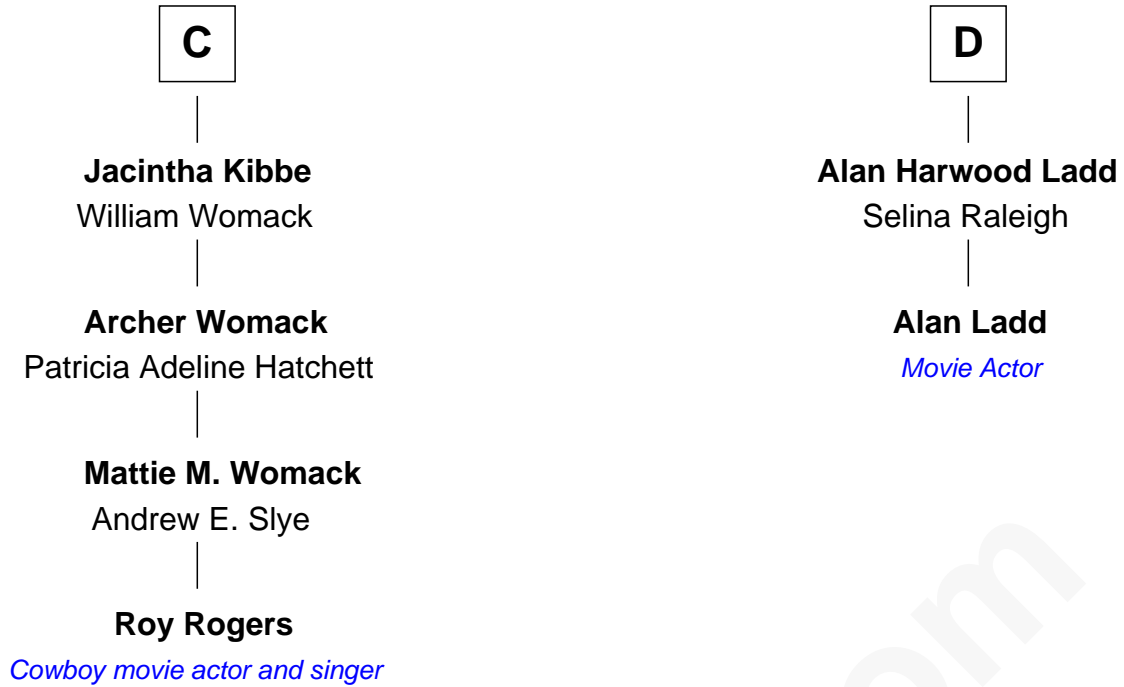 C
Jacintha Kibbe
William Womack
Archer Womack
Patricia Adeline Hatchett
Mattie M. Womack
Andrew E. Slye
Roy Rogers
Cowboy movie actor and singer
D
Alan Harwood Ladd
Selina Raleigh
Alan Ladd
Movie Actor
om